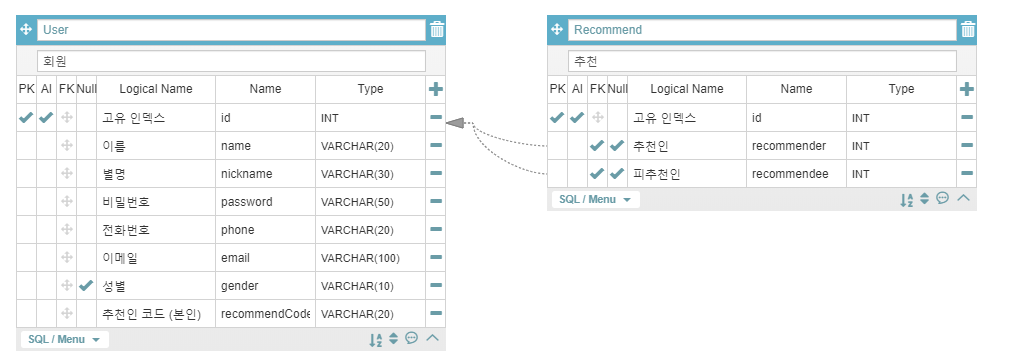 User
회원
PK AI FK Null Logical Name Name Type
고유 인덱스 id INT
이름 name VARCHAR(20)
별명 nickname VARCHAR(30)
비밀번호 password VARCHAR(50)
전화번호 phone VARCHAR(20)
이메일 email VARCHAR(100)
성별 gender VARCHAR(10)
추천인 코드 (본인) recommendCode VARCHAR(20)
SQL / Menu
Recommend
추천
PK AI FK Null Logical Name Name Type
고유 인덱스 id INT
추천인 recommender INT
피추천인 recommendee INT
SQL / Menu